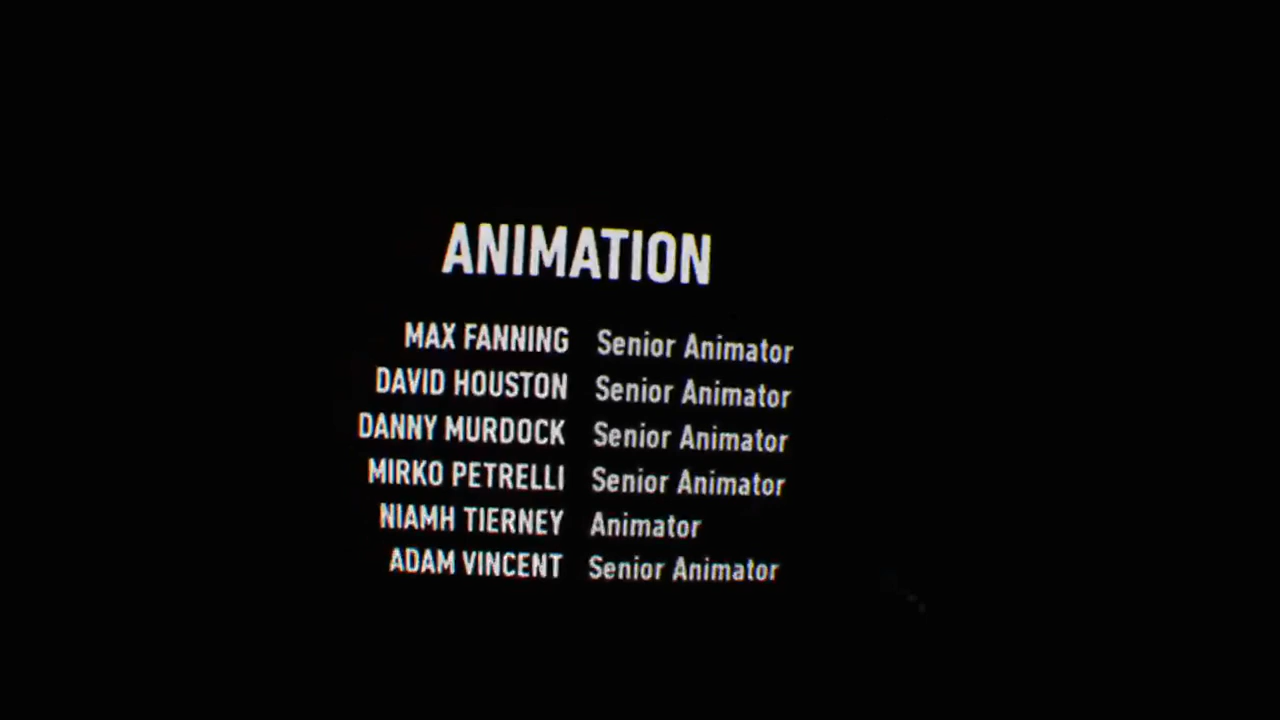 ANIMATION
MAX FANNING Senior Animator
DAVID HOUSTON Senior Animator
DANNY MURDOCK Senior Animator
MIRKO PETRELLI Senior Animator
NIAMH TIERNEY Animator
ADAM VINCENT Senior Animator